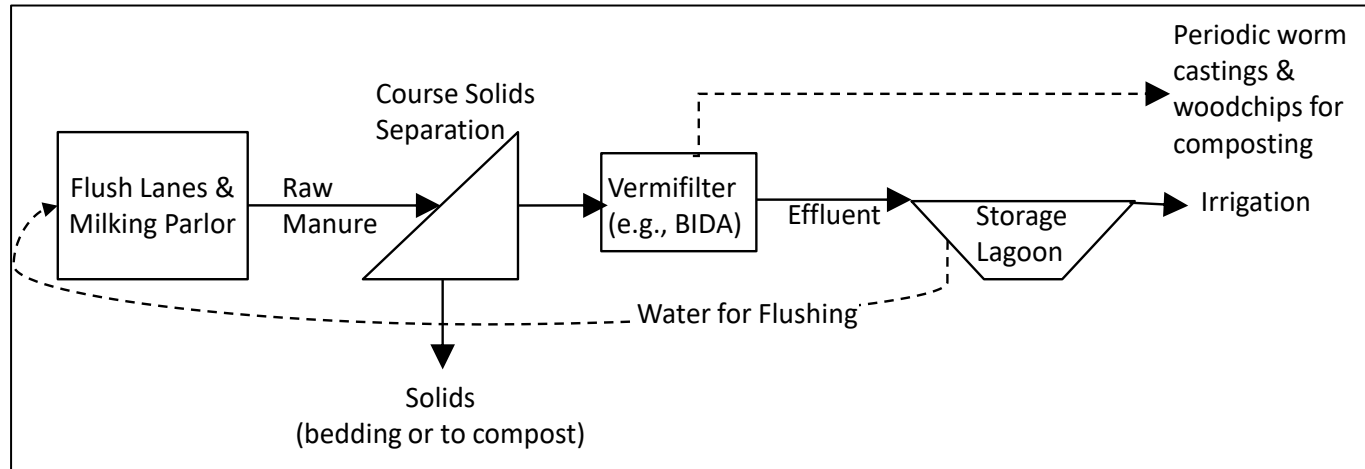 Flush Lanes &
Milking Parlor
Raw
Manure
Course Solids
Separation
Solids
(bedding or to compost)
Vermifilter
(e.g., BIDA)
Effluent
Storage
Lagoon
Water for Flushing
Irrigation
Periodic worm
castings &
woodchips for
composting